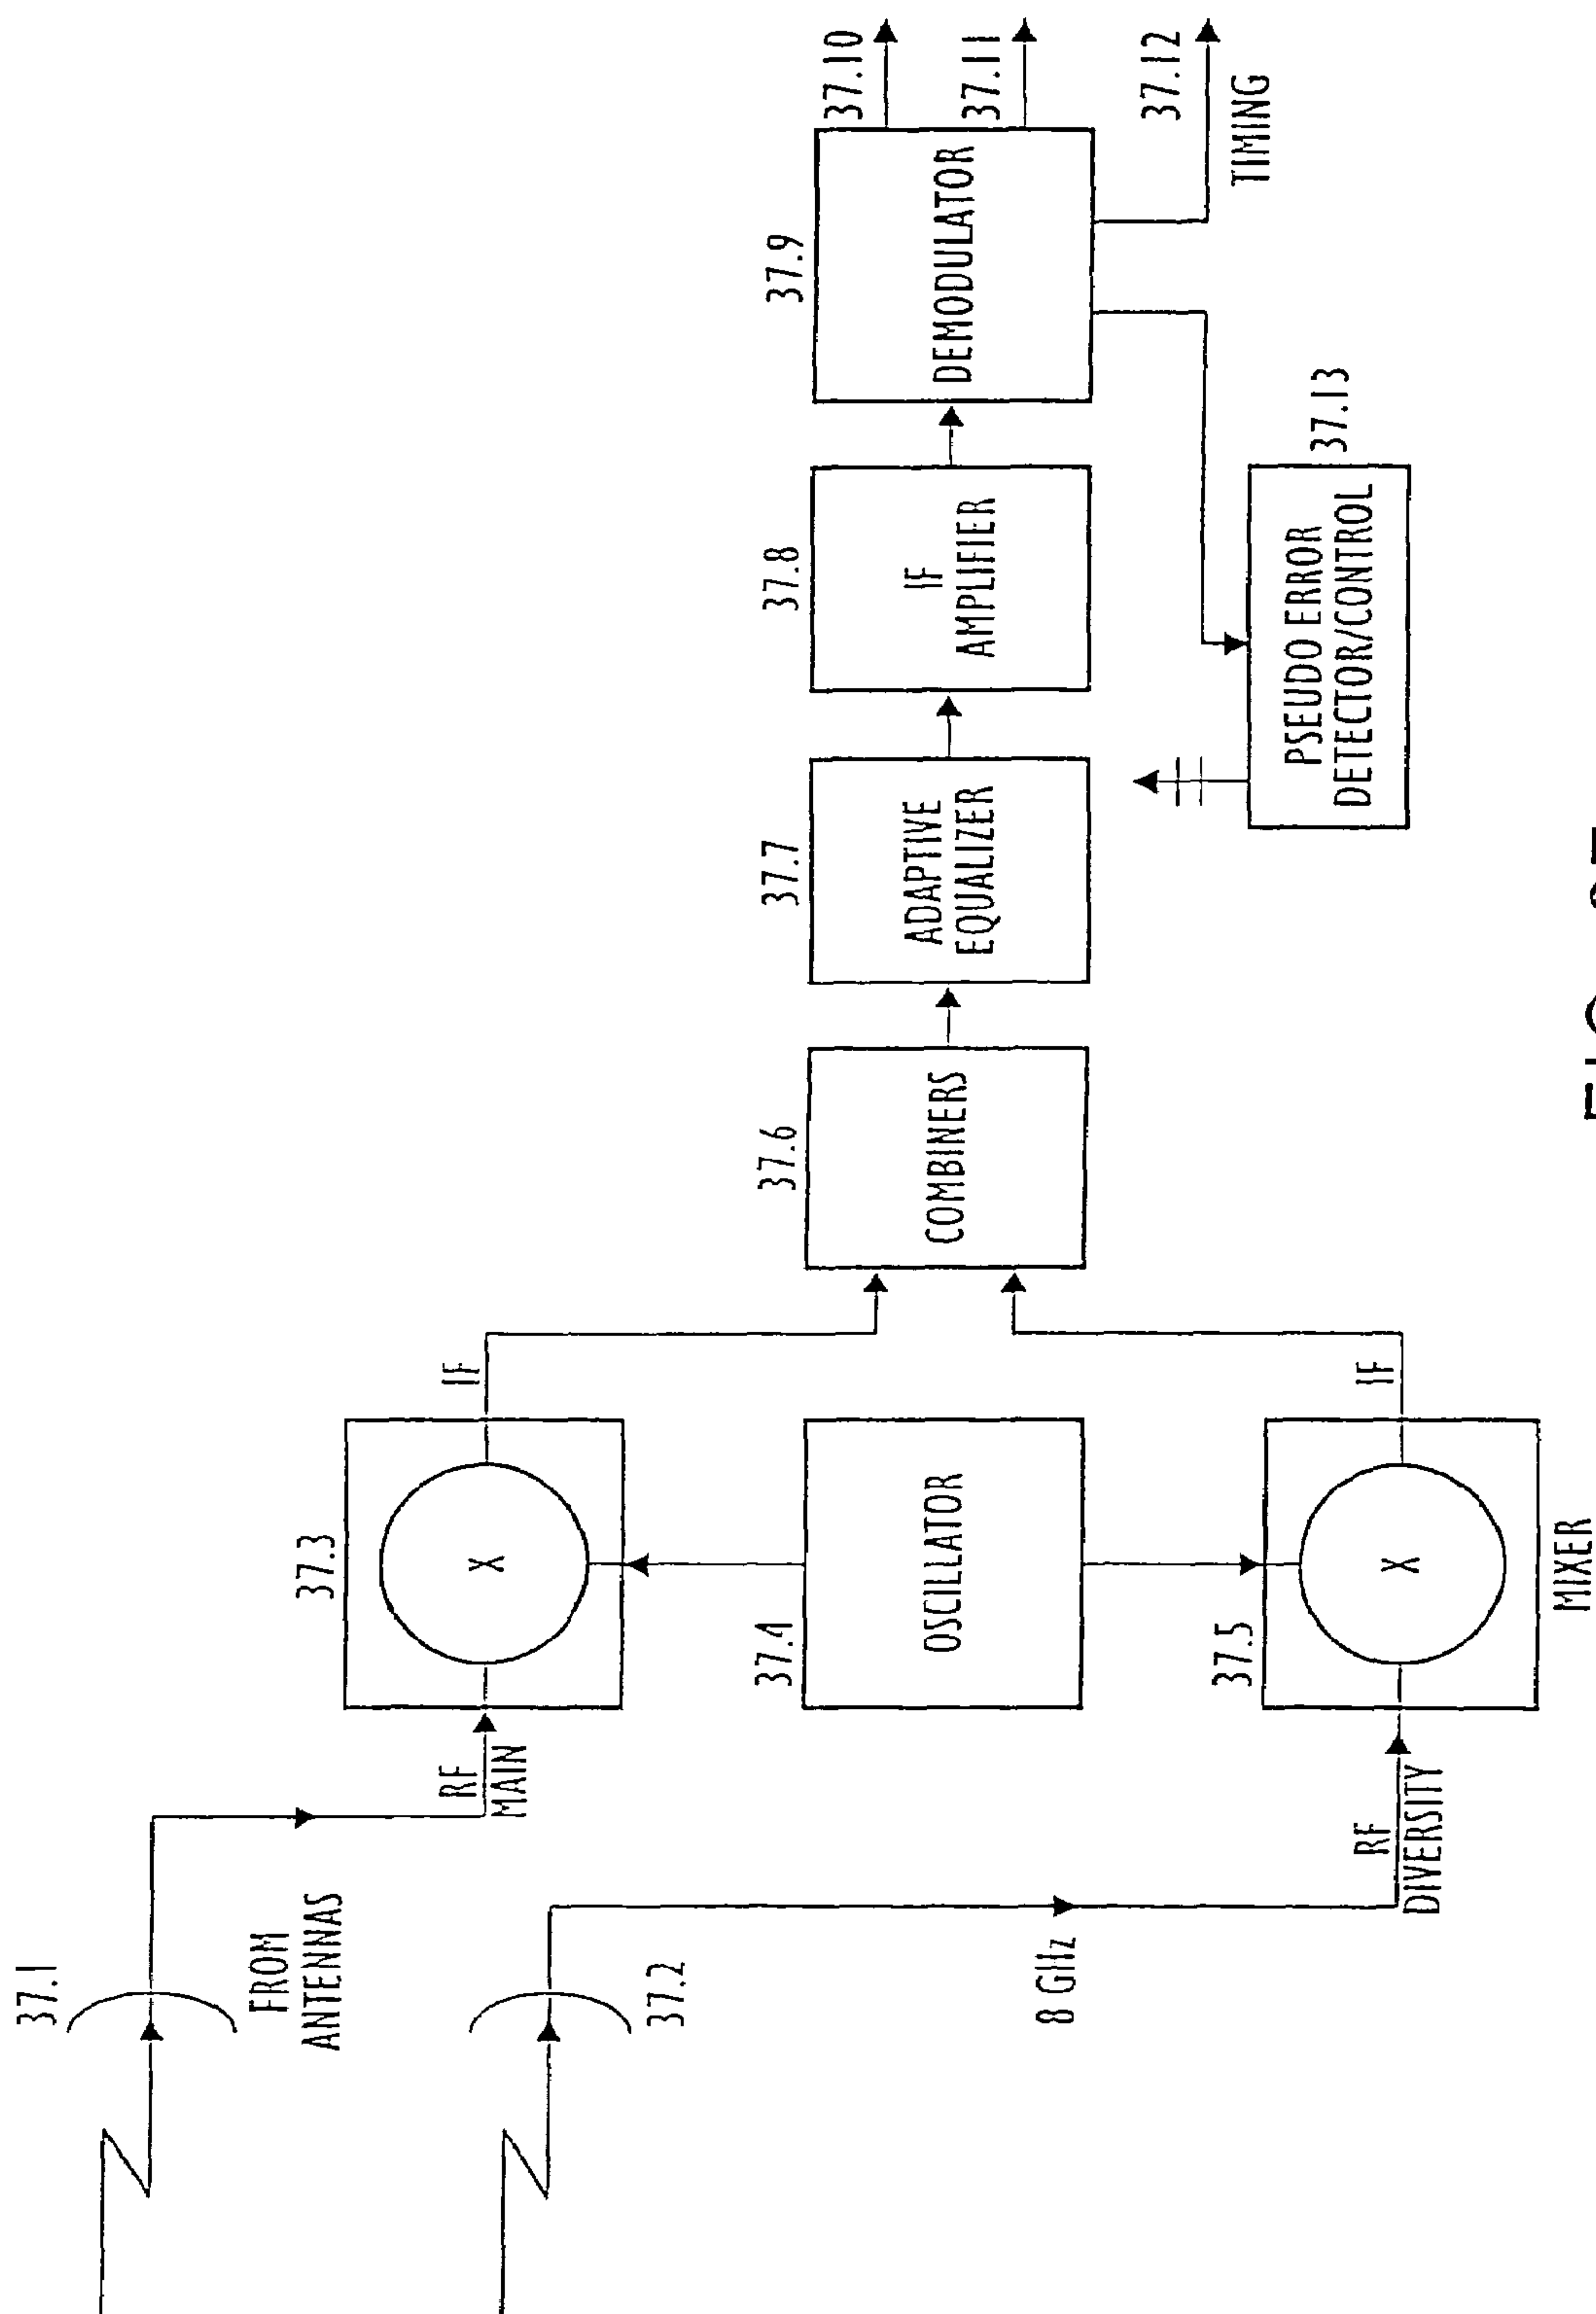 37.1
FROM
ANTENNAS
37.2
8 GHz
RF
MAIN
RF
DIVERSITY
37.3
X
IF
37.4
OSCILLATOR
37.5
X
IF
MIXER
37.6
COMBINERS
37.7
ADAPTIVE
EQUALIZER
37.8
IF
AMPLIFIER
37.9
DEMODULATOR
37.10
37.11
37.12
TIMING
37.13
PSEUDO ERROR
DETECTOR/CONTROL